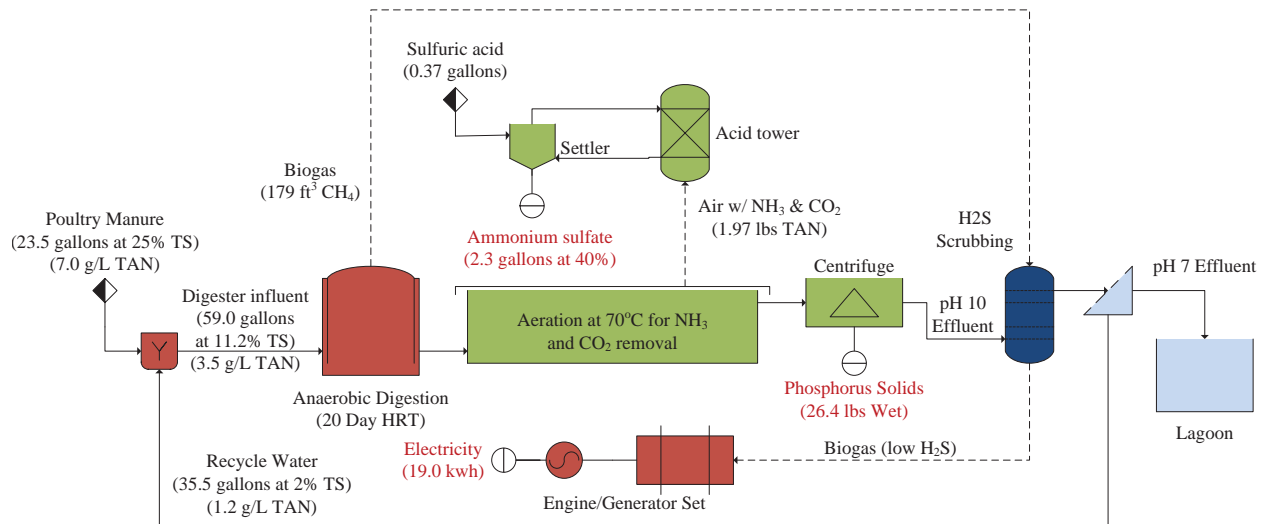 Sulfuric acid
(0.37 gallons)
Settler
Acid tower
Biogas
(179 ft³ CH₄)
Air w/ NH₃ & CO₂
(1.97 lbs TAN)
H2S
Scrubbing
Poultry Manure
(23.5 gallons at 25% TS)
(7.0 g/L TAN)
Ammonium sulfate
(2.3 gallons at 40%)
Centrifuge
pH 7 Effluent
Digester influent
(59.0 gallons
at 11.2% TS)
(3.5 g/L TAN)
Aeration at 70°C for NH₃
and CO₂ removal
pH 10
Effluent
Anaerobic Digestion
(20 Day HRT)
Phosphorus Solids
(26.4 lbs Wet)
Lagoon
Recycle Water
(35.5 gallons at 2% TS)
(1.2 g/L TAN)
Electricity
(19.0 kwh)
Engine/Generator Set
Biogas (low H₂S)